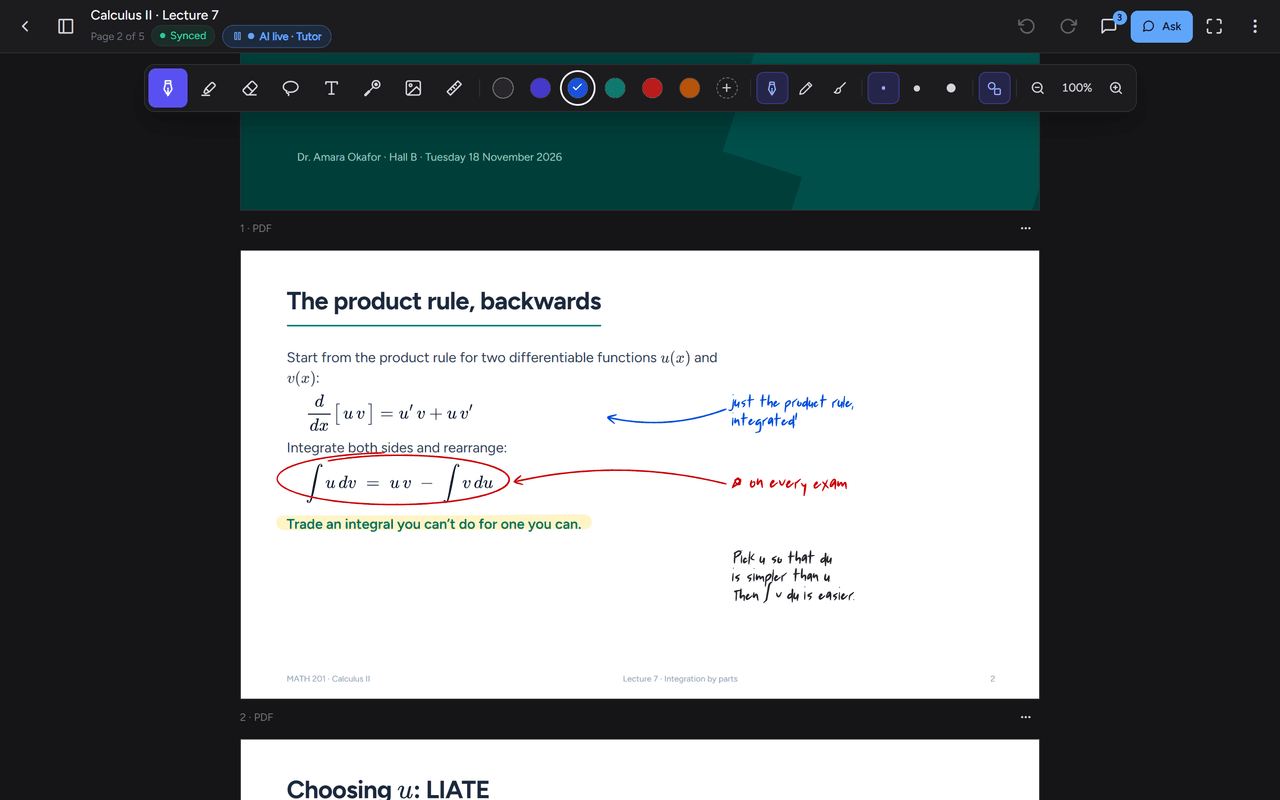 Calculus II · Lecture 7
Page 2 of 5
Synced
AI live · Tutor
3
Ask
100%
Dr. Amara Okafor · Hall B · Tuesday 18 November 2026
1 · PDF
The product rule, backwards
Start from the product rule for two differentiable functions u(x) and
v(x):
d/dx [u v] = u′ v + u v′
just the product rule,
integrated
Integrate both sides and rearrange:
∫ u dv = u v − ∫ v du
on every exam
Trade an integral you can’t do for one you can.
Pick u so that du
is simpler than u
Then ∫ v du is easier.
MATH 201 · Calculus II
Lecture 7 · Integration by parts
2
2 · PDF
Choosing u: LIATE